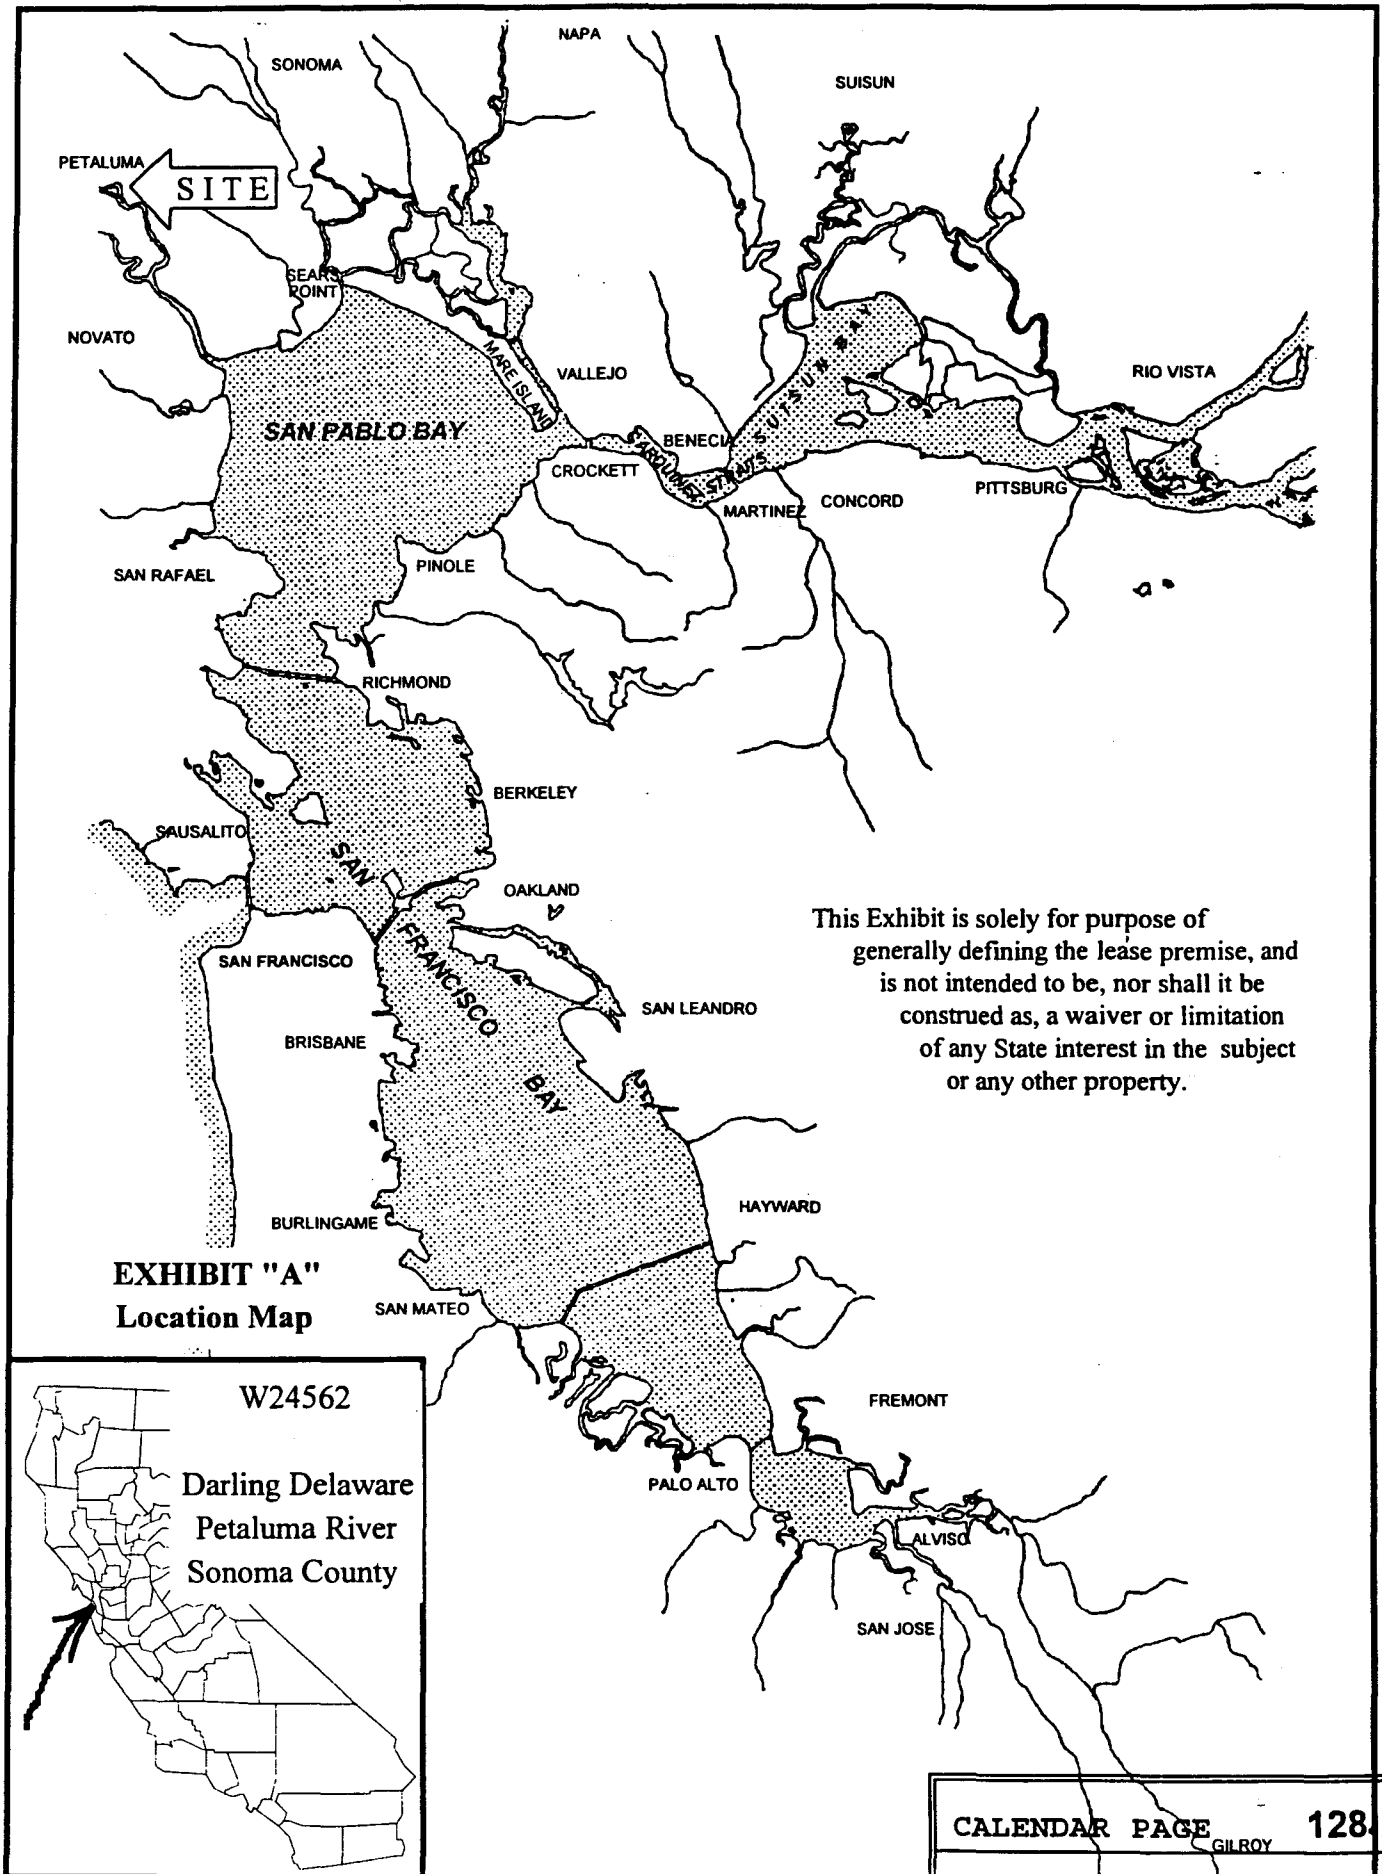 NAPA
SONOMA
SUISUN
PETALUMA
SITE
SEARS
POINT
NOVATO
MARE ISLAND
VALLEJO
SUTSUN BAY
RIO VISTA
SAN PABLO BAY
BENECIA
CARQUINEZ STRAITS
CROCKETT
PITTSBURG
CONCORD
MARTINEZ
PINOLE
SAN RAFAEL
RICHMOND
BERKELEY
SAUSALITO
SAN FRANCISCO BAY
OAKLAND
This Exhibit is solely for purpose of
generally defining the lease premise, and
is not intended to be, nor shall it be
construed as, a waiver or limitation
of any State interest in the subject
or any other property.
SAN FRANCISCO
SAN LEANDRO
BRISBANE
HAYWARD
BURLINGAME
EXHIBIT "A"
Location Map
SAN MATEO
W24562
Darling Delaware
Petaluma River
Sonoma County
FREMONT
PALO ALTO
ALVISO
SAN JOSE
CALENDAR PAGE
GILROY